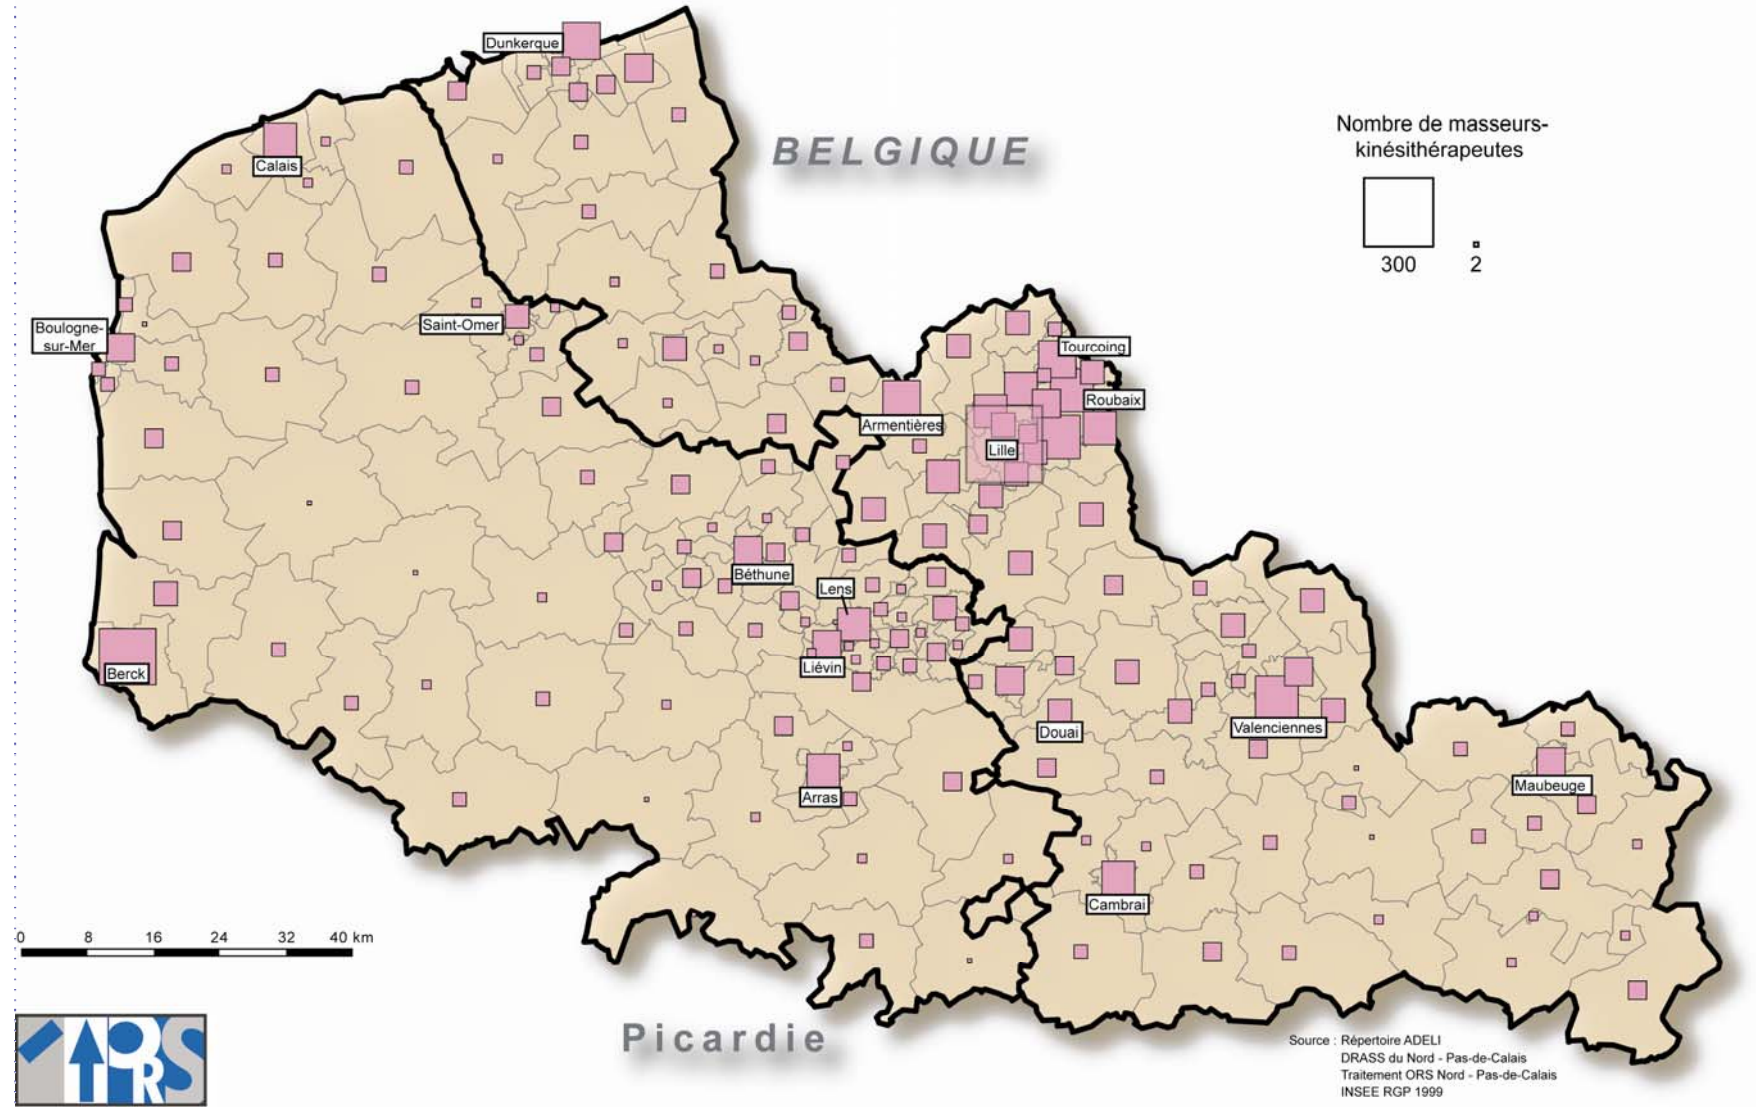 Dunkerque
BELGIQUE
Nombre de masseurs-
kinésithérapeutes
300
2
Calais
Boulogne-
sur-Mer
Saint-Omer
Tourcoing
Roubaix
Armentières
Lille
Béthune
Lens
Liévin
Berck
Douai
Valenciennes
Maubeuge
Arras
Cambrai
0 8 16 24 32 40 km
Picardie
Source : Répertoire ADELI
DRASS du Nord - Pas-de-Calais
Traitement ORS Nord - Pas-de-Calais
INSEE RGP 1999
ORS